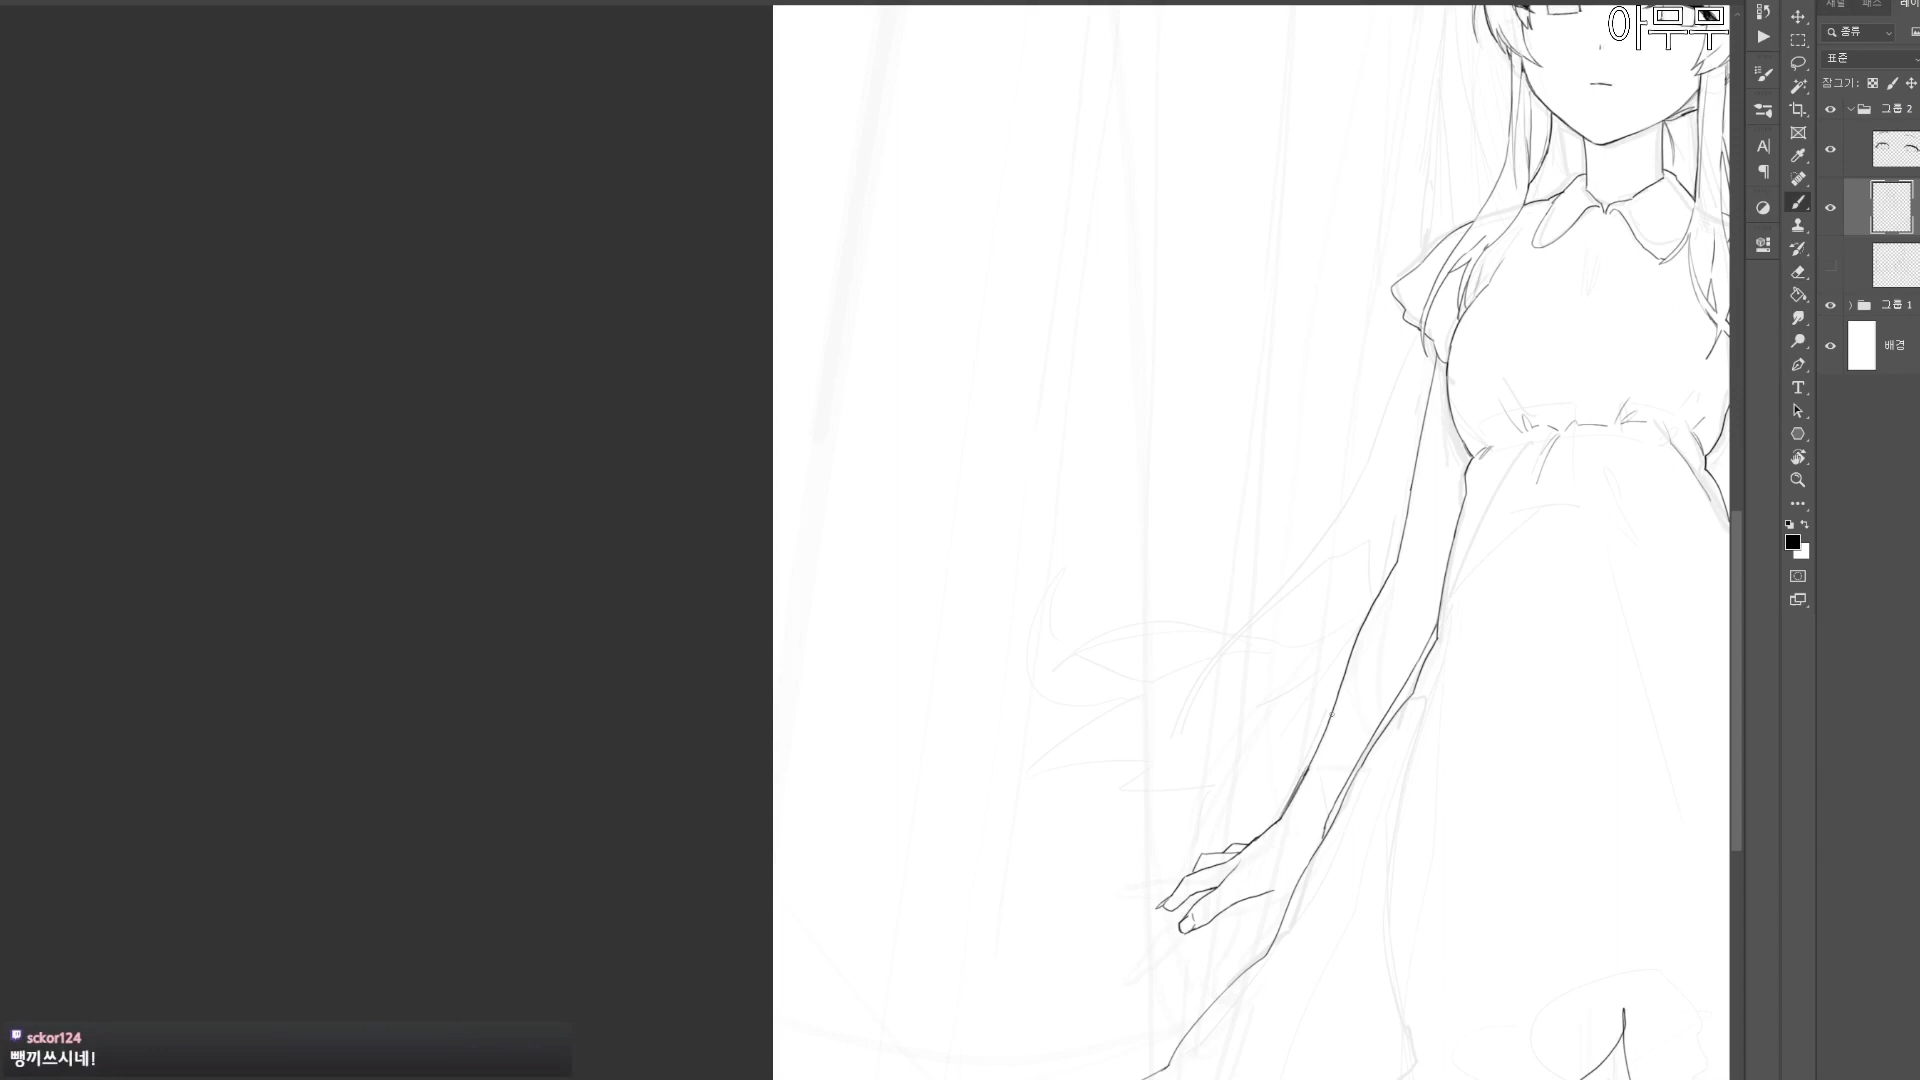 아무무
채널 패스 레이
종류
표준
잠그기:
그룹 2
그룹 1
배경
sckor124
뺑끼쓰시네!